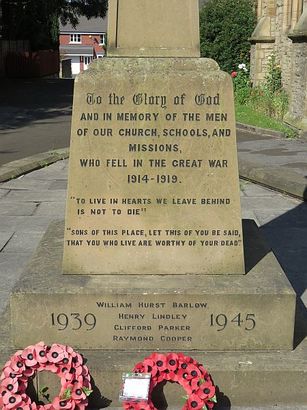 To the Glory of God
AND IN MEMORY OF THE MEN
OF OUR CHURCH, SCHOOLS, AND
MISSIONS,
WHO FELL IN THE GREAT WAR
1914-1919.
"TO LIVE IN HEARTS WE LEAVE BEHIND
IS NOT TO DIE"
"SONS OF THIS PLACE, LET THIS OF YOU BE SAID,
THAT YOU WHO LIVE ARE WORTHY OF YOUR DEAD"
WILLIAM HURST BARLOW
1939 HENRY LINDLEY 1945
CLIFFORD PARKER
RAYMOND COOPER